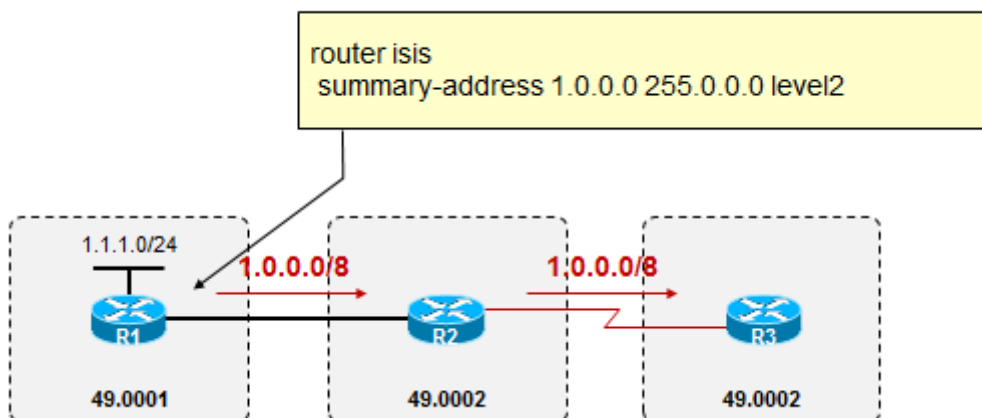 router isis
summary-address 1.0.0.0 255.0.0.0 level2
1.1.1.0/24
1.0.0.0/8
1.0.0.0/8
R1
R2
R3
49.0001
49.0002
49.0002